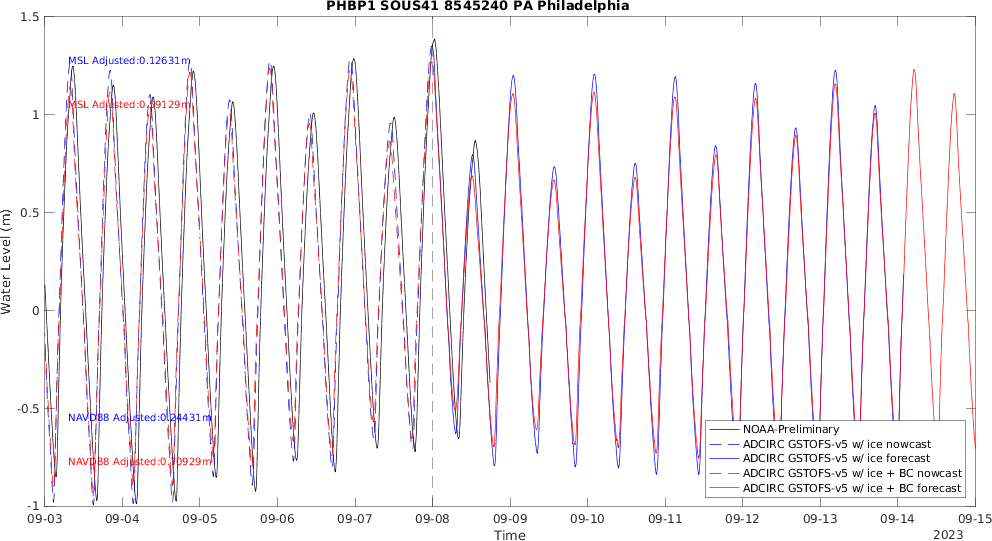 PHBP1 SOUS41 8545240 PA Philadelphia
1.5
MSL Adjusted:0.12631m
MSL Adjusted:0.59129m
1
0.5
Water Level (m)
0
-0.5
NAVD88 Adjusted:0.24431m
NAVD88 Adjusted:0.70929m
-1
NOAA-Preliminary
ADCIRC GSTOFS-v5 w/ ice nowcast
ADCIRC GSTOFS-v5 w/ ice forecast
ADCIRC GSTOFS-v5 w/ ice + BC nowcast
ADCIRC GSTOFS-v5 w/ ice + BC forecast
09-03 09-04 09-05 09-06 09-07 09-08 09-09 09-10 09-11 09-12 09-13 09-14 09-15
Time
2023